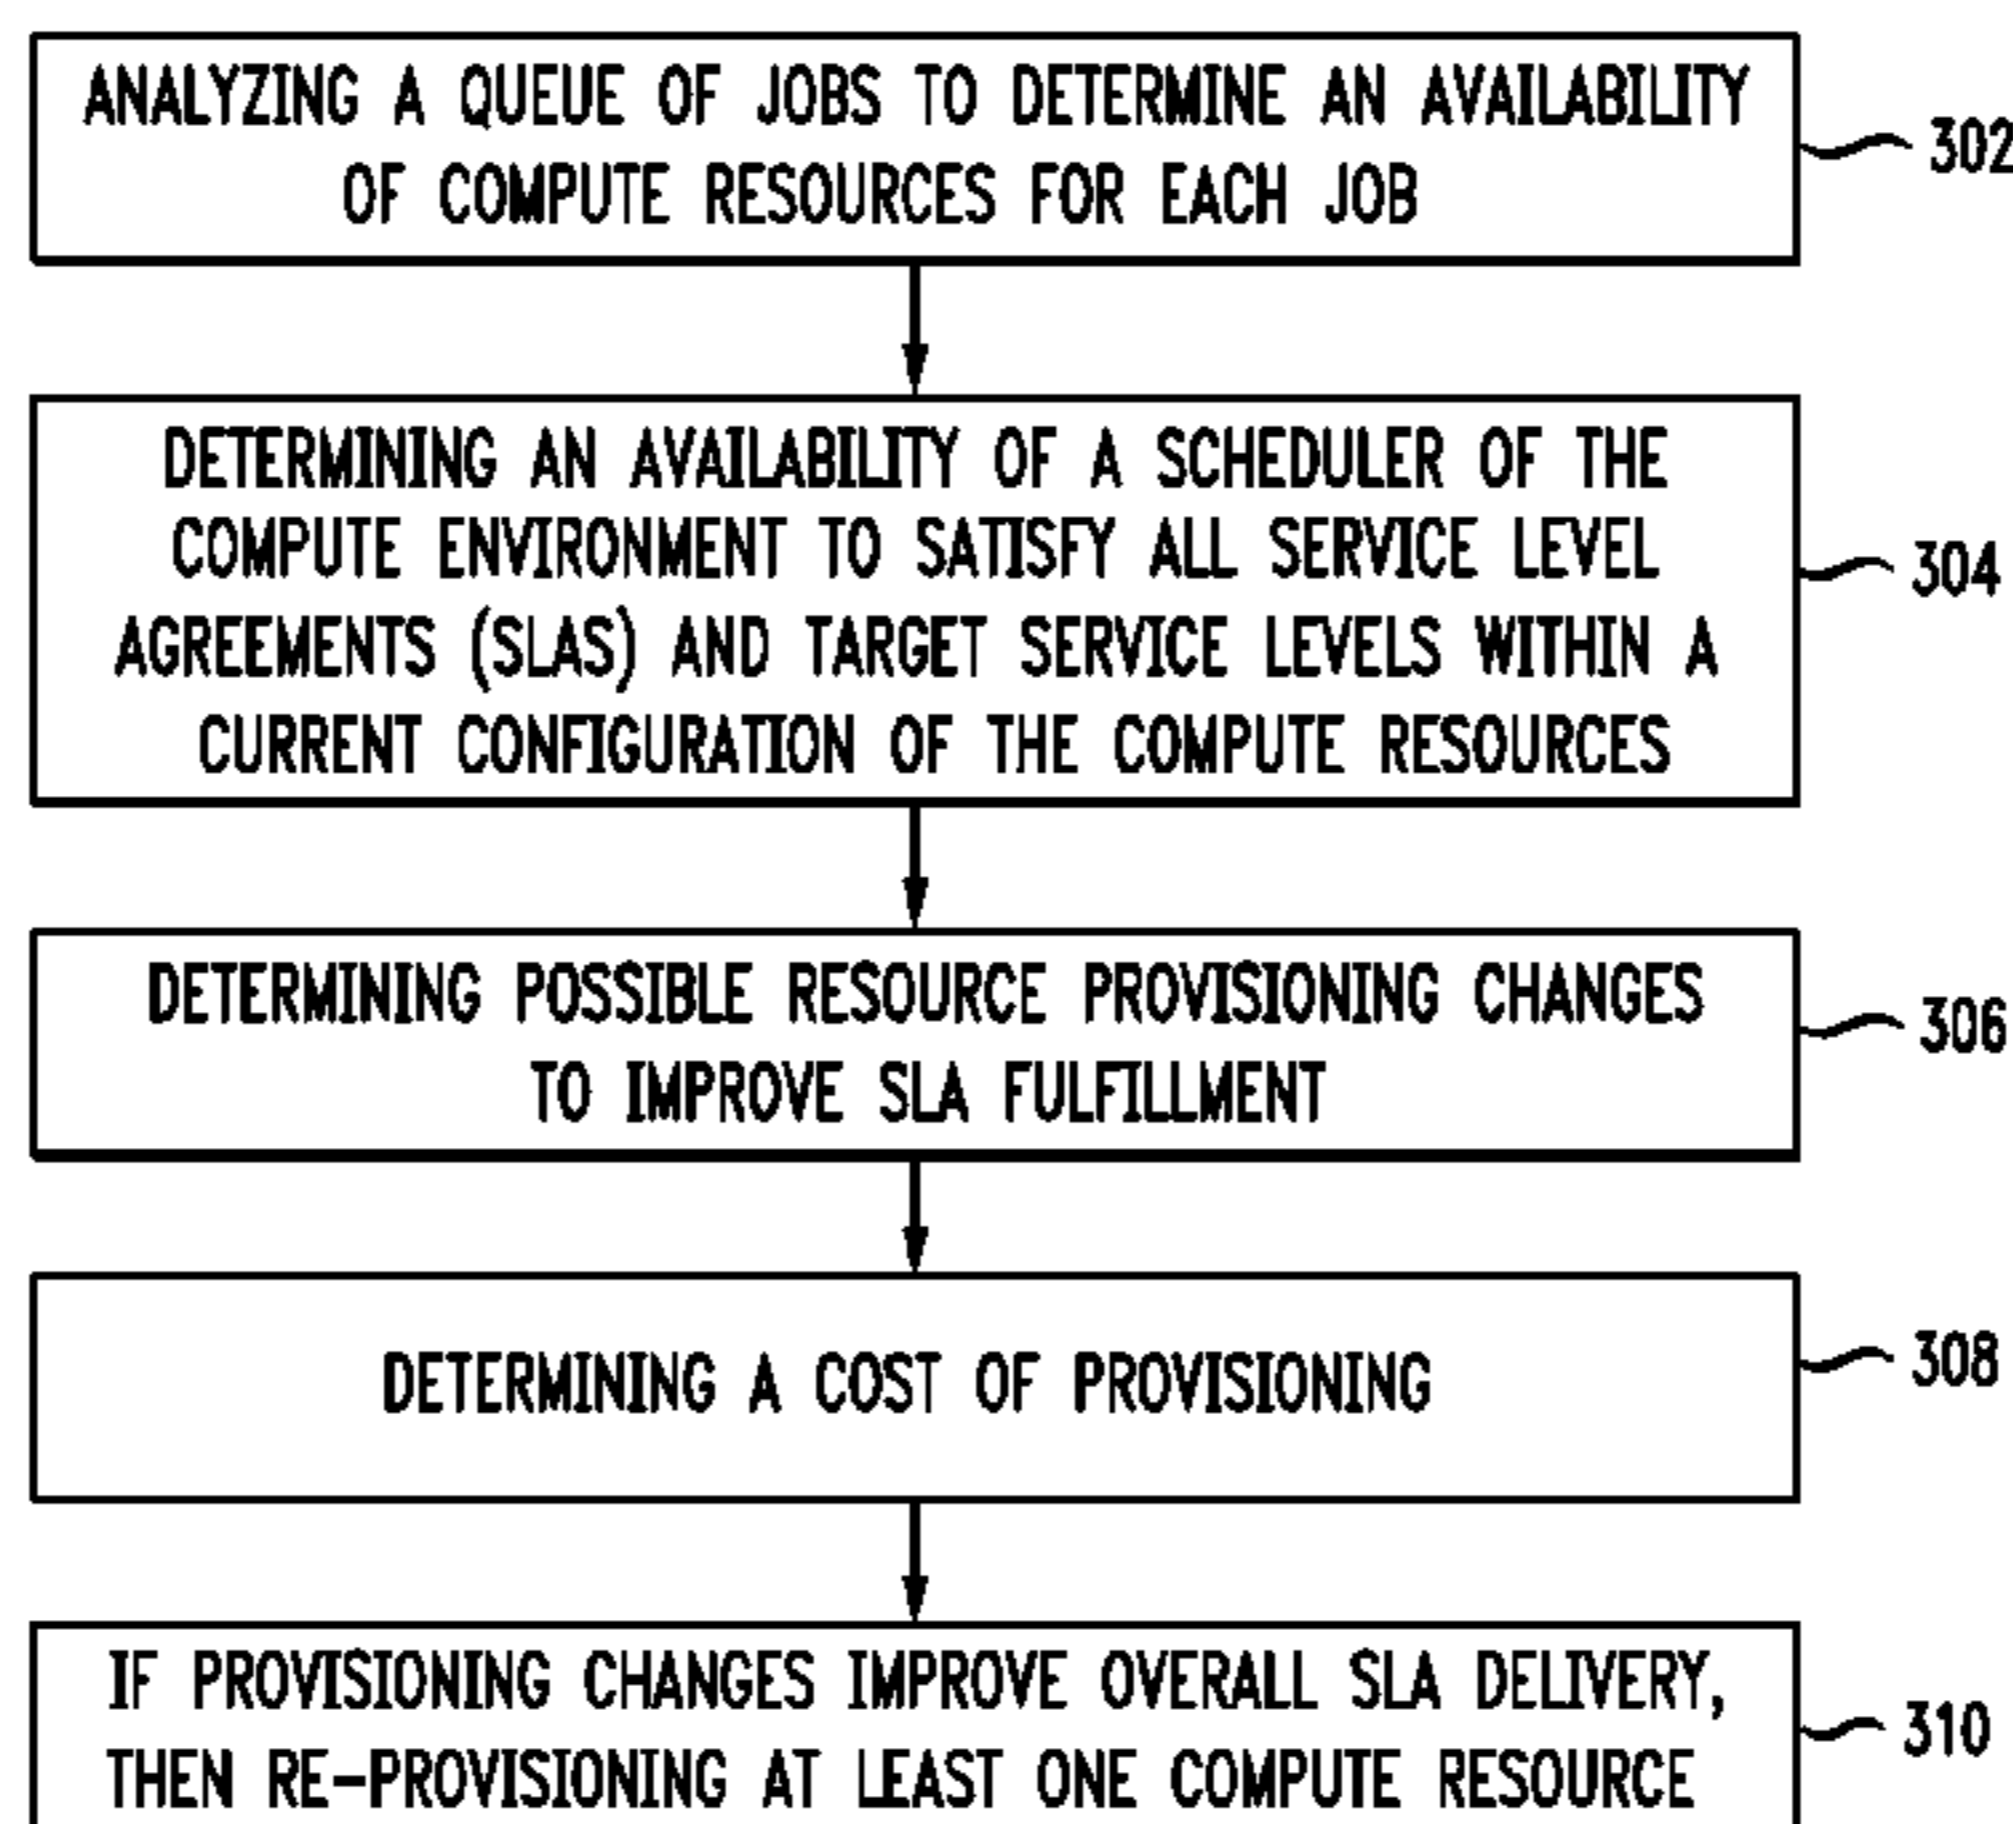 ANALYZING A QUEUE OF JOBS TO DETERMINE AN AVAILABILITY
OF COMPUTE RESOURCES FOR EACH JOB
302
DETERMINING AN AVAILABILITY OF A SCHEDULER OF THE
COMPUTE ENVIRONMENT TO SATISFY ALL SERVICE LEVEL
AGREEMENTS (SLAS) AND TARGET SERVICE LEVELS WITHIN A
CURRENT CONFIGURATION OF THE COMPUTE RESOURCES
304
DETERMINING POSSIBLE RESOURCE PROVISIONING CHANGES
TO IMPROVE SLA FULFILLMENT
306
DETERMINING A COST OF PROVISIONING
308
IF PROVISIONING CHANGES IMPROVE OVERALL SLA DELIVERY,
THEN RE-PROVISIONING AT LEAST ONE COMPUTE RESOURCE
310